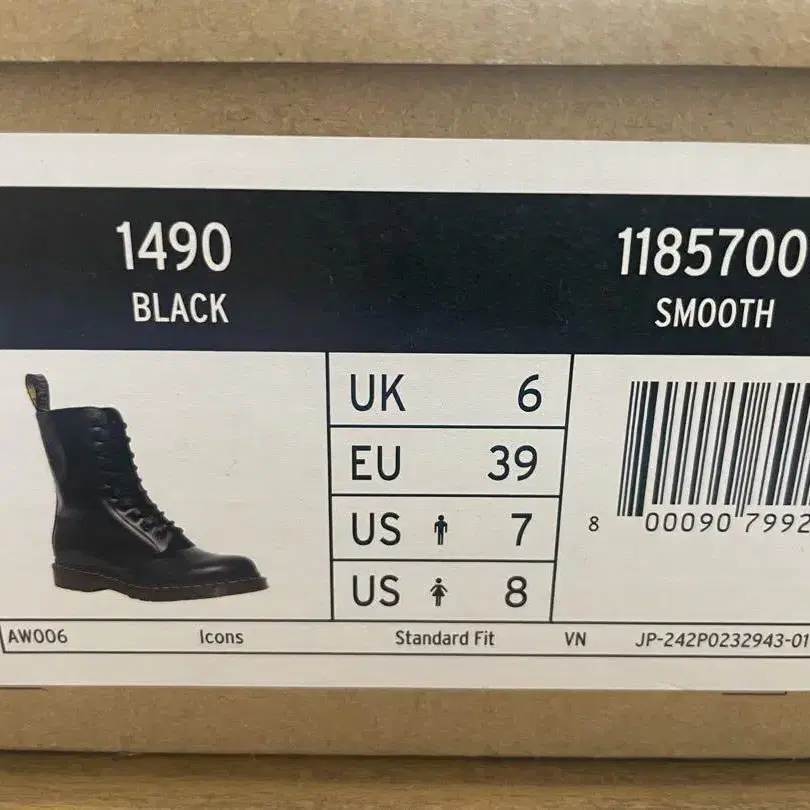 1490
BLACK
1185700
SMOOTH
UK 6
EU 39
US 7
US 8
8 00090 7992
AW006 Icons Standard Fit VN JP-242P0232943-01